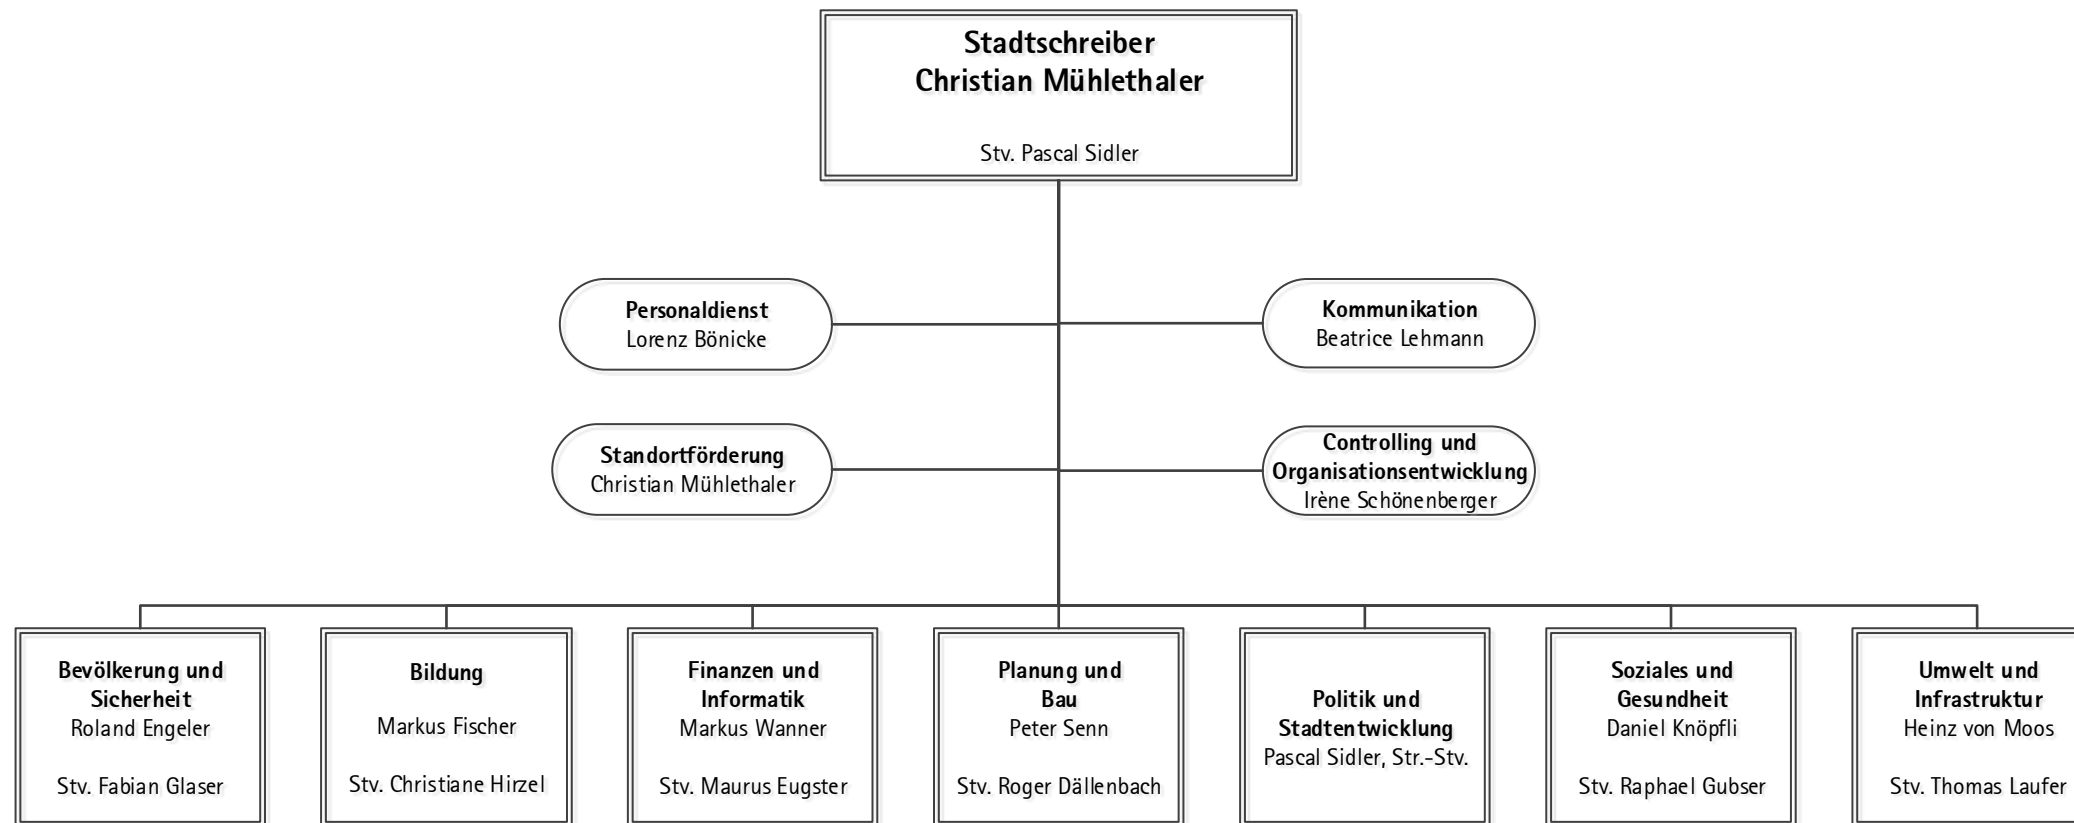 Stadtschreiber
Christian Mühlethaler
Stv. Pascal Sidler
Personaldienst
Lorenz Bönicke
Kommunikation
Beatrice Lehmann
Standortförderung
Christian Mühlethaler
Controlling und
Organisationsentwicklung
Irène Schönenberger
Bevölkerung und
Sicherheit
Roland Engeler
Stv. Fabian Glaser
Bildung
Markus Fischer
Stv. Christiane Hirzel
Finanzen und
Informatik
Markus Wanner
Stv. Maurus Eugster
Planung und
Bau
Peter Senn
Stv. Roger Dällenbach
Politik und
Stadtentwicklung
Pascal Sidler, Str.-Stv.
Soziales und
Gesundheit
Daniel Knöpfli
Stv. Raphael Gubser
Umwelt und
Infrastruktur
Heinz von Moos
Stv. Thomas Laufer